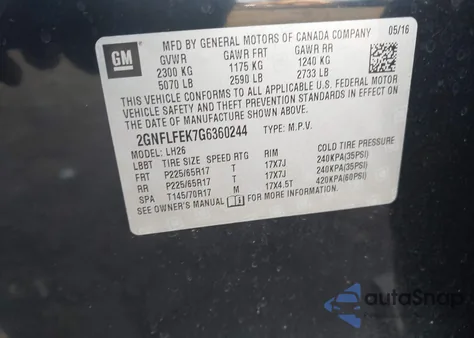 GM
MFD BY GENERAL MOTORS OF CANADA COMPANY 05/16
GVWR GAWR FRT GAWR RR
2300 KG 1175 KG 1240 KG
5070 LB 2590 LB 2733 LB
THIS VEHICLE CONFORMS TO ALL APPLICABLE U.S. FEDERAL MOTOR
VEHICLE SAFETY, BUMPER, AND THEFT PREVENTION STANDARDS
IN EFFECT ON THE DATE OF MANUFACTURE SHOWN ABOVE.
2GNFLFEK7G6360244 TYPE: M.P.V.
MODEL: LH26
LBBT TIRE SIZE SPEED RTG RIM COLD TIRE PRESSURE
FRT P225/65R17 T 17X7J 240KPA(35PSI)
RR P225/65R17 T 17X7J 240KPA(35PSI)
SPA T145/70R17 M 17X4.5T 420KPA(60PSI)
SEE OWNER'S MANUAL FOR MORE INFORMATION.
autoSnap